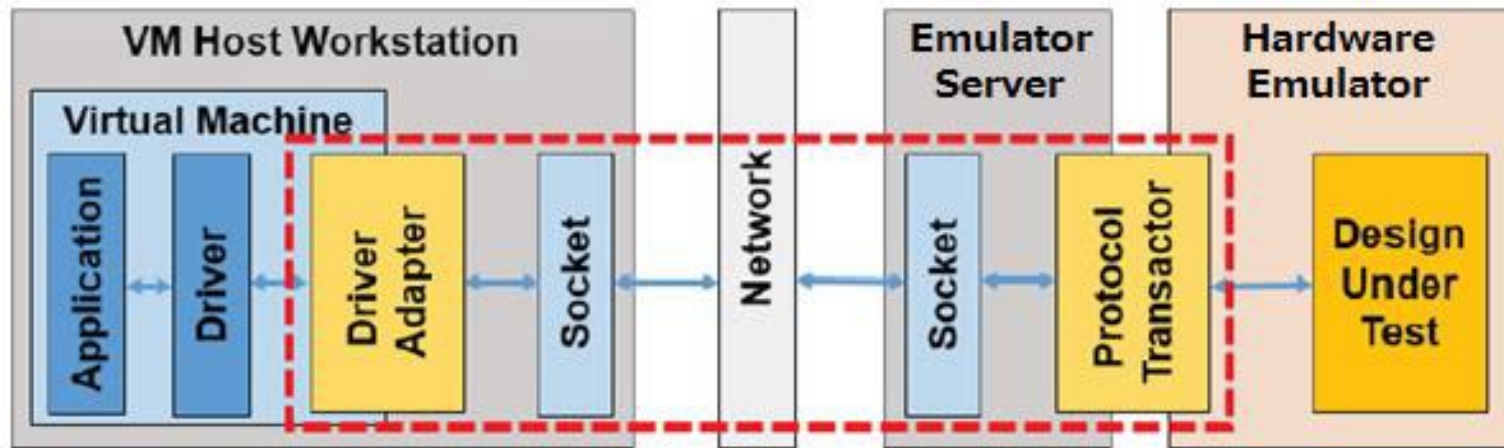 VM Host Workstation
Emulator
Server
Hardware
Emulator
Virtual Machine
Application
Driver
Driver
Adapter
Socket
Network
Socket
Protocol
Transactor
Design
Under
Test